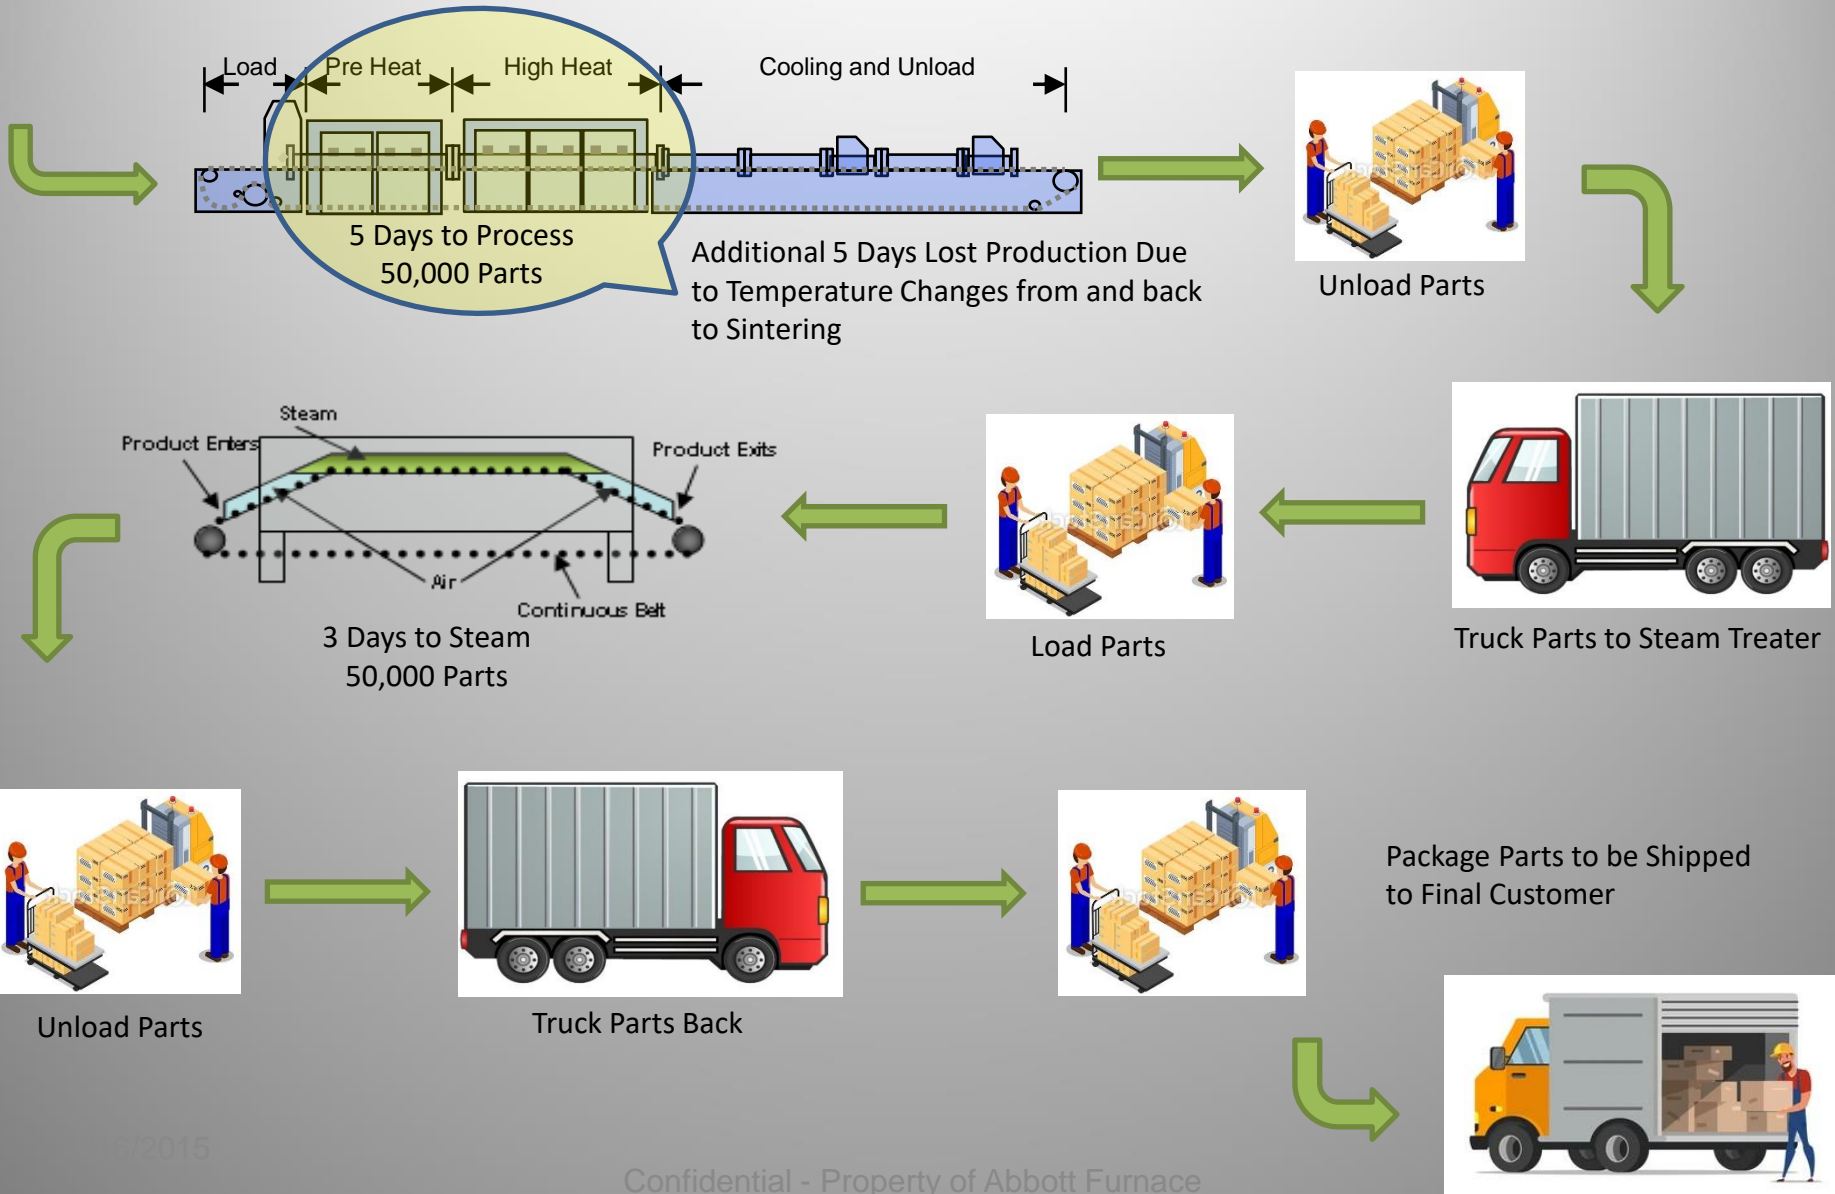 Load
Pre Heat
High Heat
Cooling and Unload
5 Days to Process
50,000 Parts
Additional 5 Days Lost Production Due
to Temperature Changes from and back
to Sintering
Unload Parts
Steam
Product Enters
Product Exits
Air
Continuous Belt
3 Days to Steam
50,000 Parts
Load Parts
Truck Parts to Steam Treater
Unload Parts
Truck Parts Back
Package Parts to be Shipped
to Final Customer
/2015
Confidential - Property of Abbott Furnace